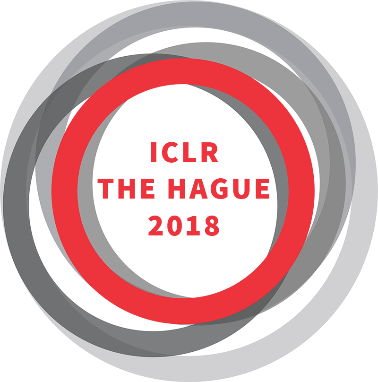 ICLR
THE HAGUE
2018